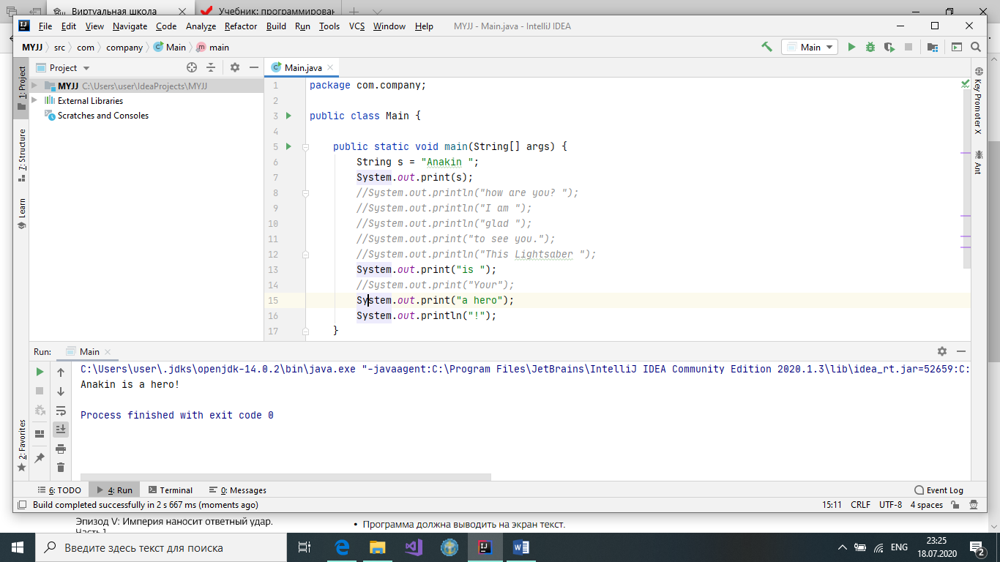 Виртуальная школа
Учебник: программирован
File Edit View Navigate Code Analyze Refactor Build Run Tools VCS Window Help MYJJ - Main.java - IntelliJ IDEA
MYJJ src com company Main main
Main
1: Project
7: Structure
Learn
2: Favorites
Project
MYJJ C:\Users\user\IdeaProjects\MYJJ
External Libraries
Scratches and Consoles
Main.java
1 package com.company;
2
3 public class Main {
4
5 public static void main(String[] args) {
6 String s = "Anakin ";
7 System.out.print(s);
8 //System.out.println("how are you? ");
9 //System.out.println("I am ");
10 //System.out.println("glad ");
11 //System.out.print("to see you.");
12 //System.out.println("This Lightsaber ");
13 System.out.print("is ");
14 //System.out.print("Your");
15 System.out.print("a hero");
16 System.out.println("!");
17 }
Key Promoter X
Ant
Run: Main
C:\Users\user\.jdks\openjdk-14.0.2\bin\java.exe "-javaagent:C:\Program Files\JetBrains\IntelliJ IDEA Community Edition 2020.1.3\lib\idea_rt.jar=52659:C:
Anakin is a hero!
Process finished with exit code 0
6: TODO 4: Run Terminal 0: Messages Event Log
Build completed successfully in 2 s 667 ms (moments ago) 15:11 CRLF UTF-8 4 spaces
Эпизод V: Империя наносит ответный удар.
Часть 1
• Программа должна выводить на экран текст.
Введите здесь текст для поиска
ENG
23:25
18.07.2020
2